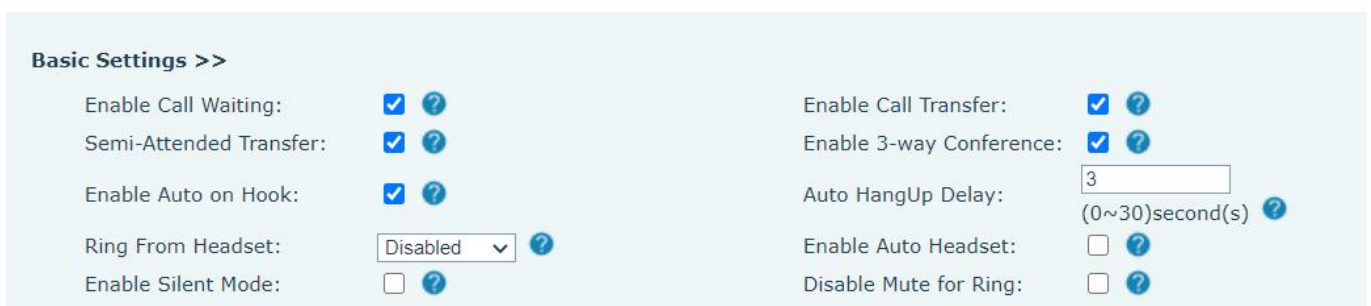 Basic Settings >>
Enable Call Waiting: ? Enable Call Transfer: ?
Semi-Attended Transfer: ? Enable 3-way Conference: ?
Enable Auto on Hook: ? Auto HangUp Delay: 3
(0~30)second(s) ?
Ring From Headset: Disabled ? Enable Auto Headset: ?
Enable Silent Mode: ? Disable Mute for Ring: ?